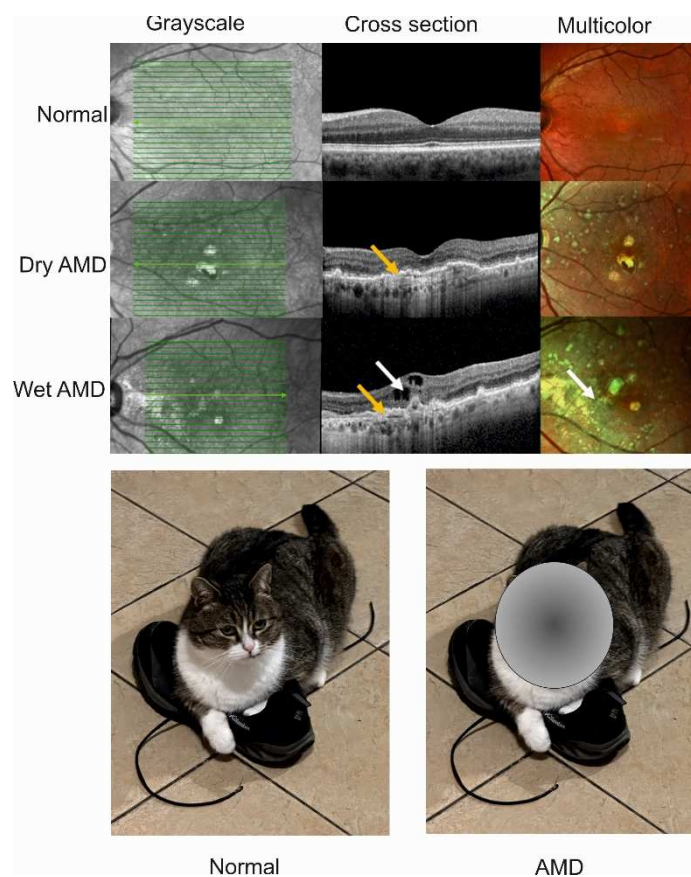 Grayscale Cross section Multicolor
Normal
Dry AMD
Wet AMD
Normal AMD